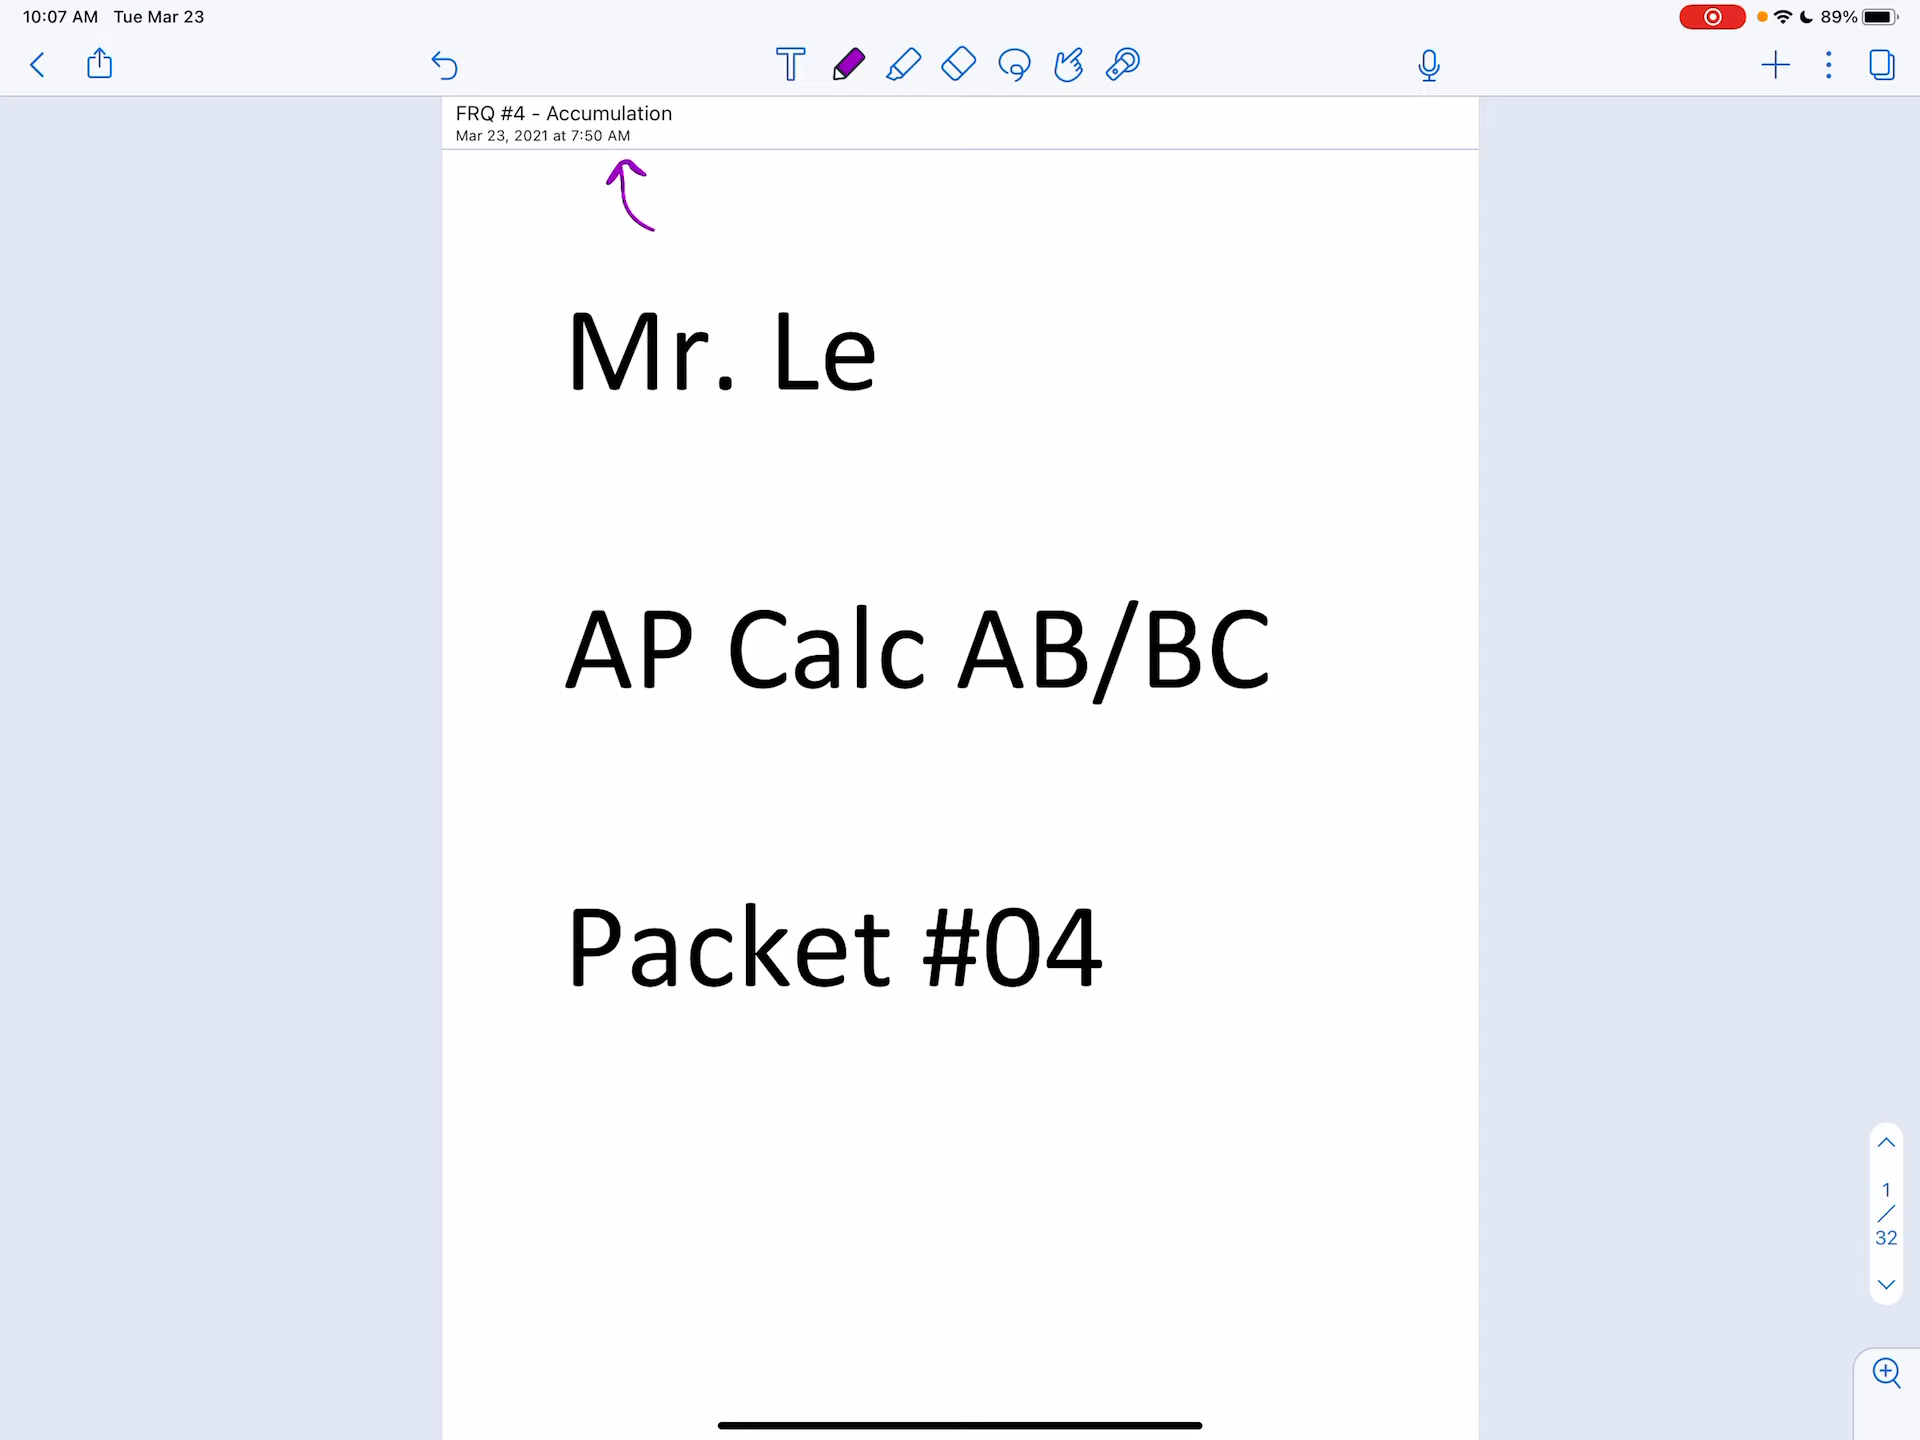 10:07 AM Tue Mar 23
89%
FRQ #4 - Accumulation
Mar 23, 2021 at 7:50 AM
Mr. Le
AP Calc AB/BC
Packet #04
1
/
32